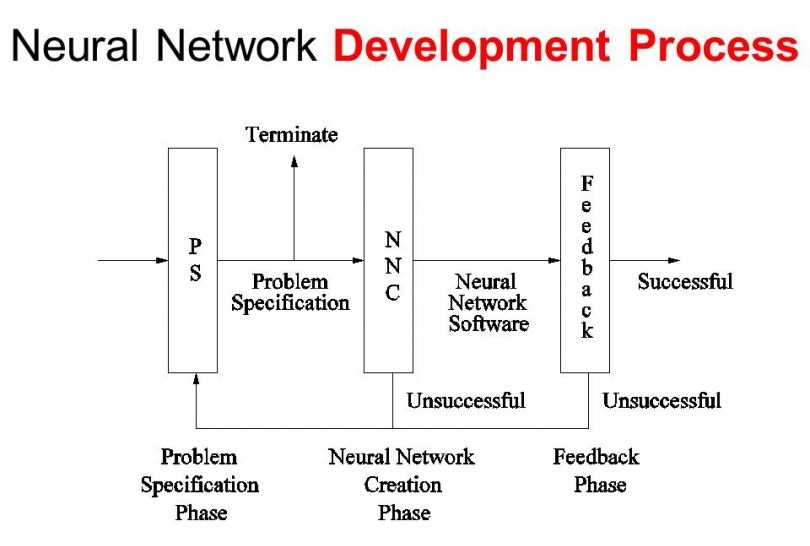 Neural Network Development Process
Terminate
PS
Problem
Specification
NNC
Neural
Network
Software
Feedback
Successful
Unsuccessful
Unsuccessful
Problem
Specification
Phase
Neural Network
Creation
Phase
Feedback
Phase